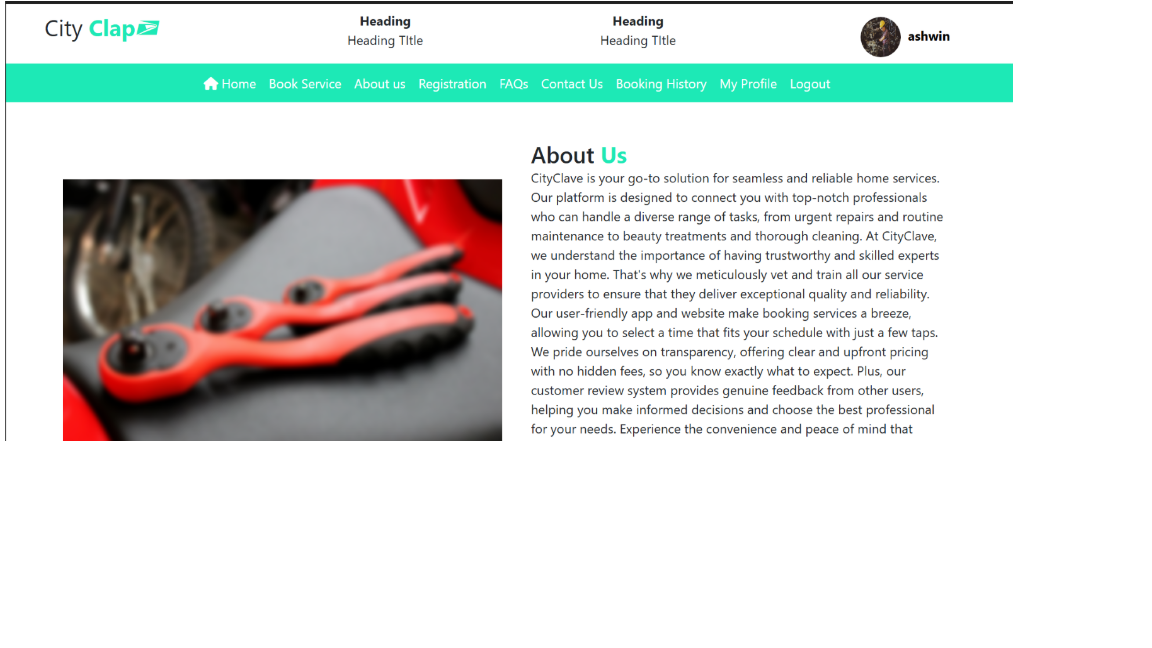 City Clap
Heading
Heading TItle
Heading
Heading TItle
ashwin
Home Book Service About us Registration FAQs Contact Us Booking History My Profile Logout
About Us
CityClave is your go-to solution for seamless and reliable home services.
Our platform is designed to connect you with top-notch professionals
who can handle a diverse range of tasks, from urgent repairs and routine
maintenance to beauty treatments and thorough cleaning. At CityClave,
we understand the importance of having trustworthy and skilled experts
in your home. That's why we meticulously vet and train all our service
providers to ensure that they deliver exceptional quality and reliability.
Our user-friendly app and website make booking services a breeze,
allowing you to select a time that fits your schedule with just a few taps.
We pride ourselves on transparency, offering clear and upfront pricing
with no hidden fees, so you know exactly what to expect. Plus, our
customer review system provides genuine feedback from other users,
helping you make informed decisions and choose the best professional
for your needs. Experience the convenience and peace of mind that